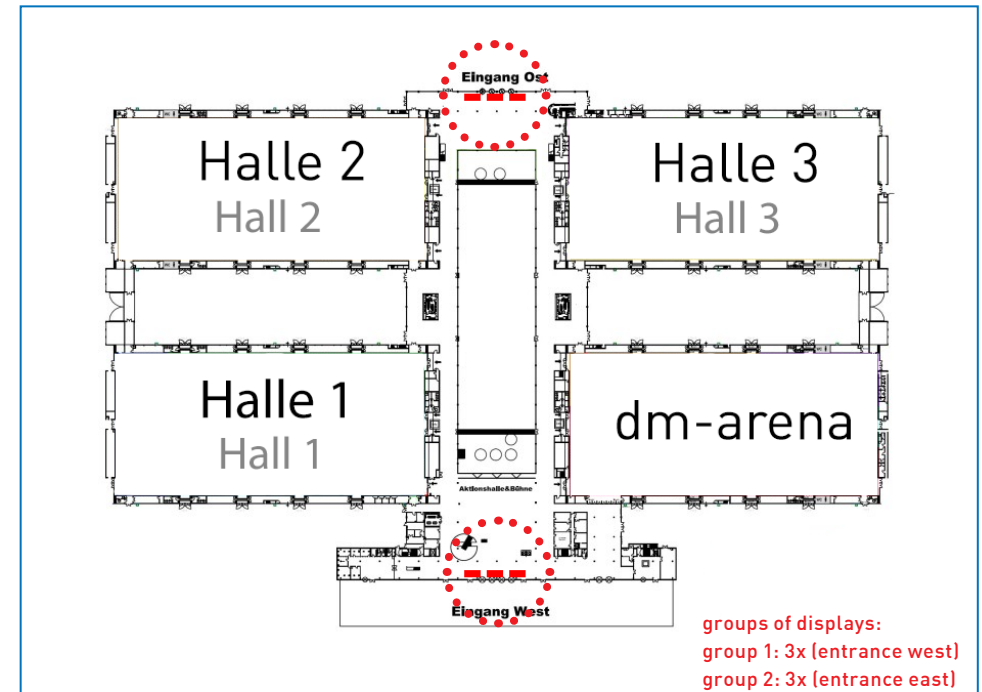 Eingang Ost
Halle 2
Hall 2
Halle 3
Hall 3
Halle 1
Hall 1
dm-arena
Aktionshalle&Bühne
Eingang West
groups of displays:
group 1: 3x (entrance west)
group 2: 3x (entrance east)